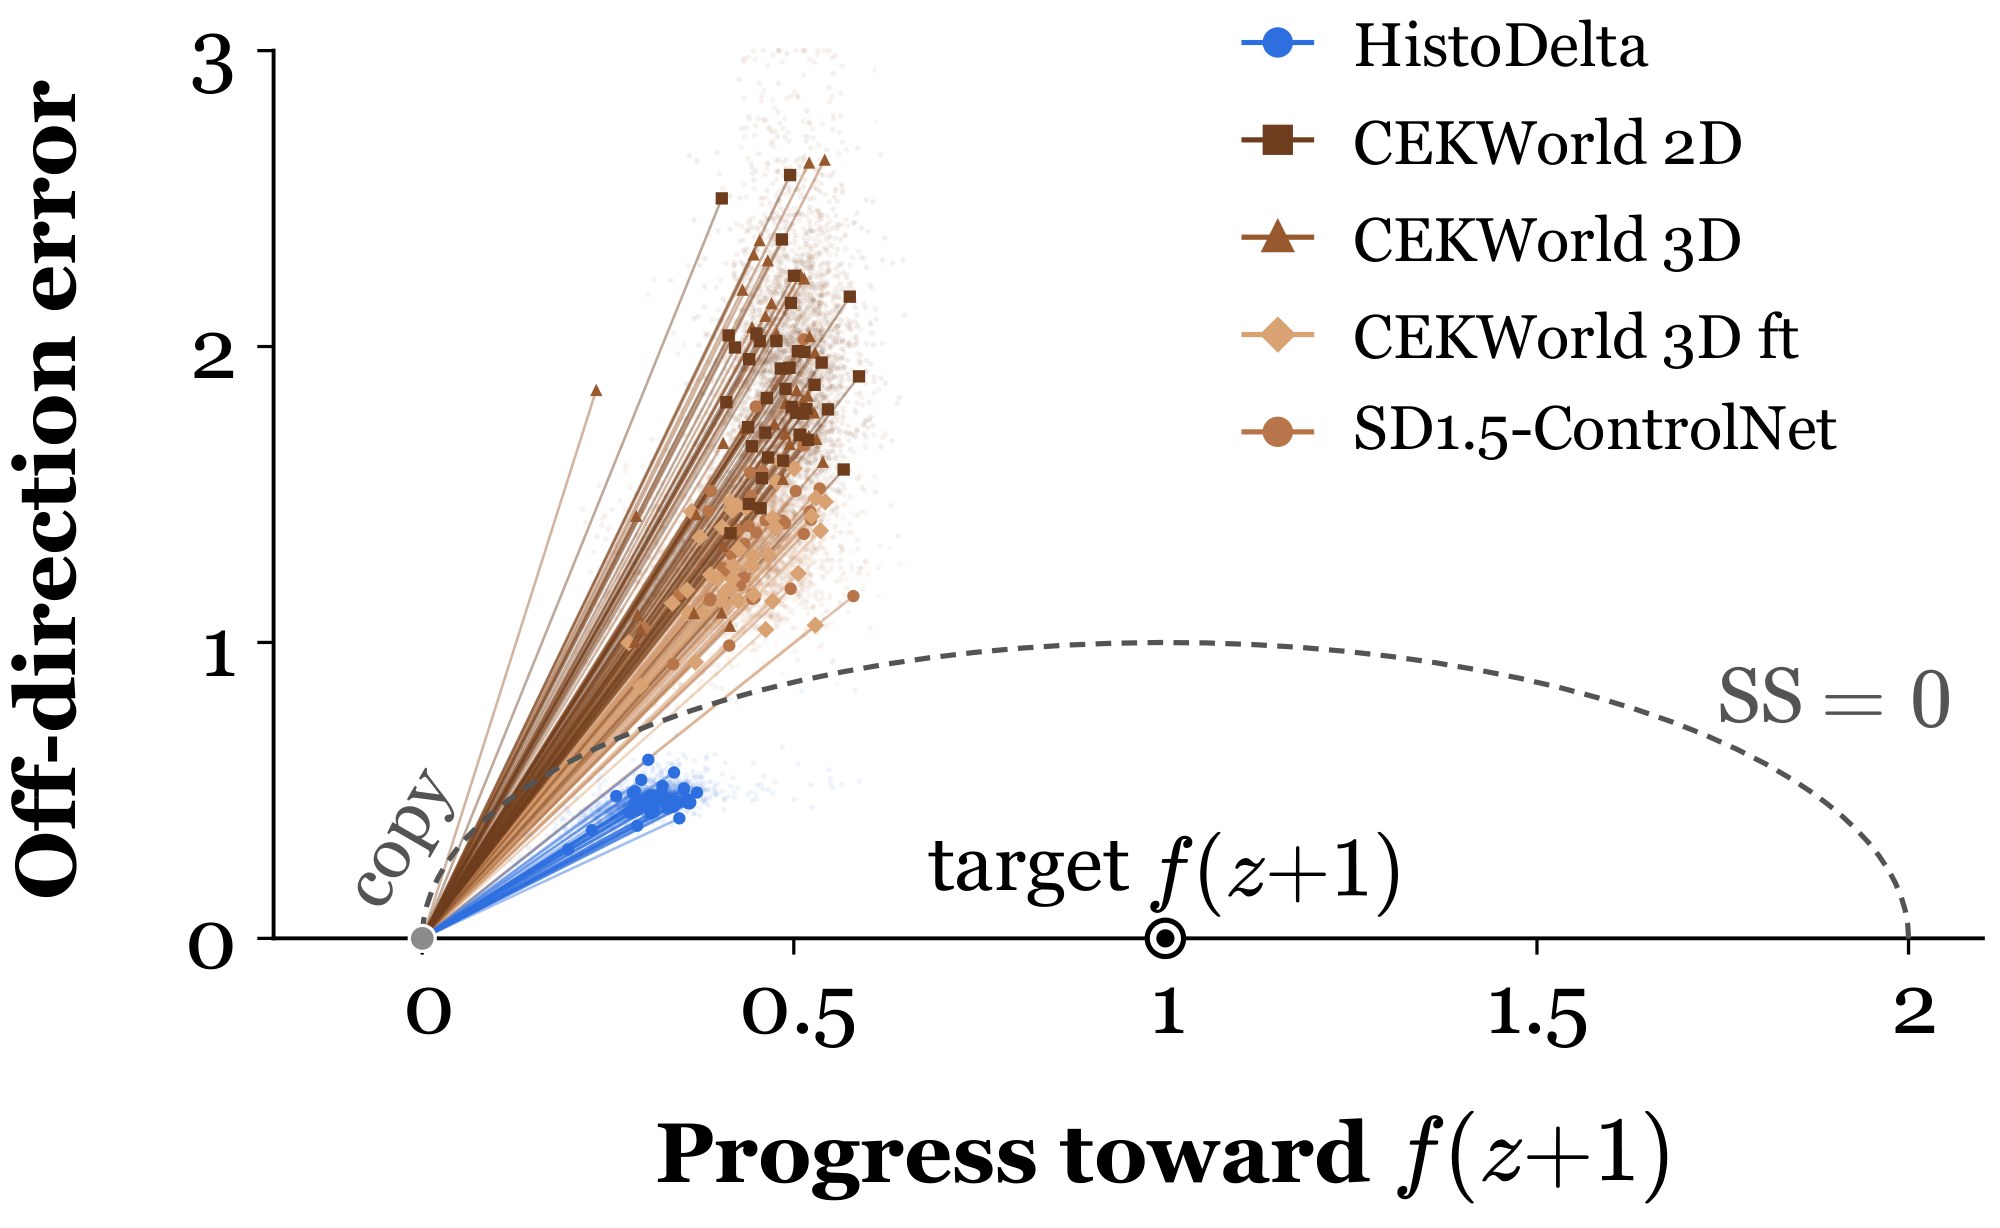 Off-direction error
3
2
1
0
HistoDelta
CEKWorld 2D
CEKWorld 3D
CEKWorld 3D ft
SD1.5-ControlNet
SS = 0
copy
target f(z+1)
0
0.5
1
1.5
2
Progress toward f(z+1)